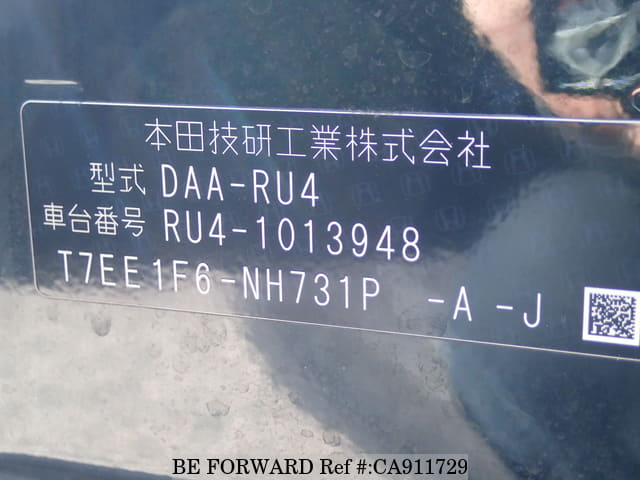 本田技研工業株式会社
型式 DAA-RU4
車台番号 RU4-1013948
T7EE1F6-NH731P -A -J
BE FORWARD Ref #:CA911729